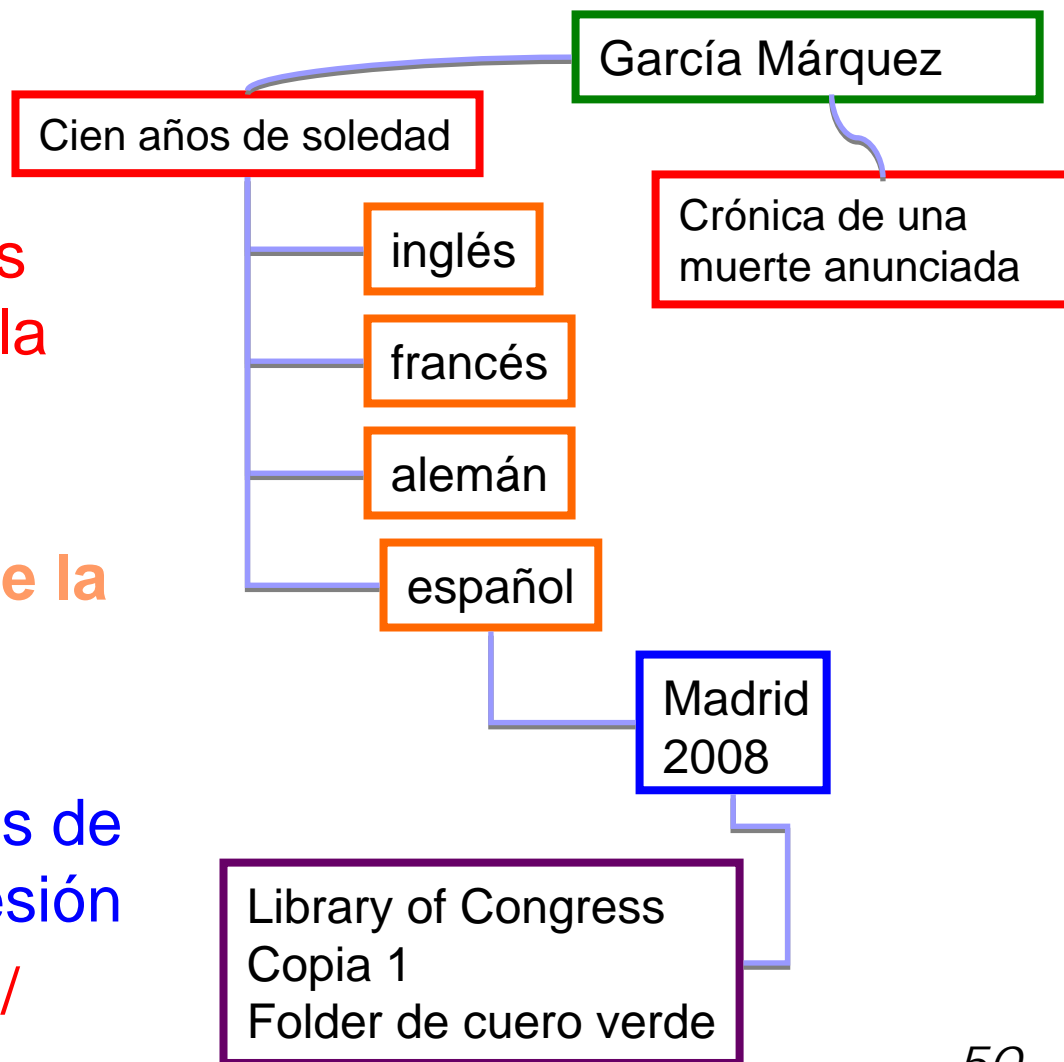 García Márquez
Cien años de soledad
Crónica de una
muerte anunciada
inglés
s
la
francés
alemán
e la
español
Madrid
2008
s de
esión
/
Library of Congress
Copia 1
Folder de cuero verde
50